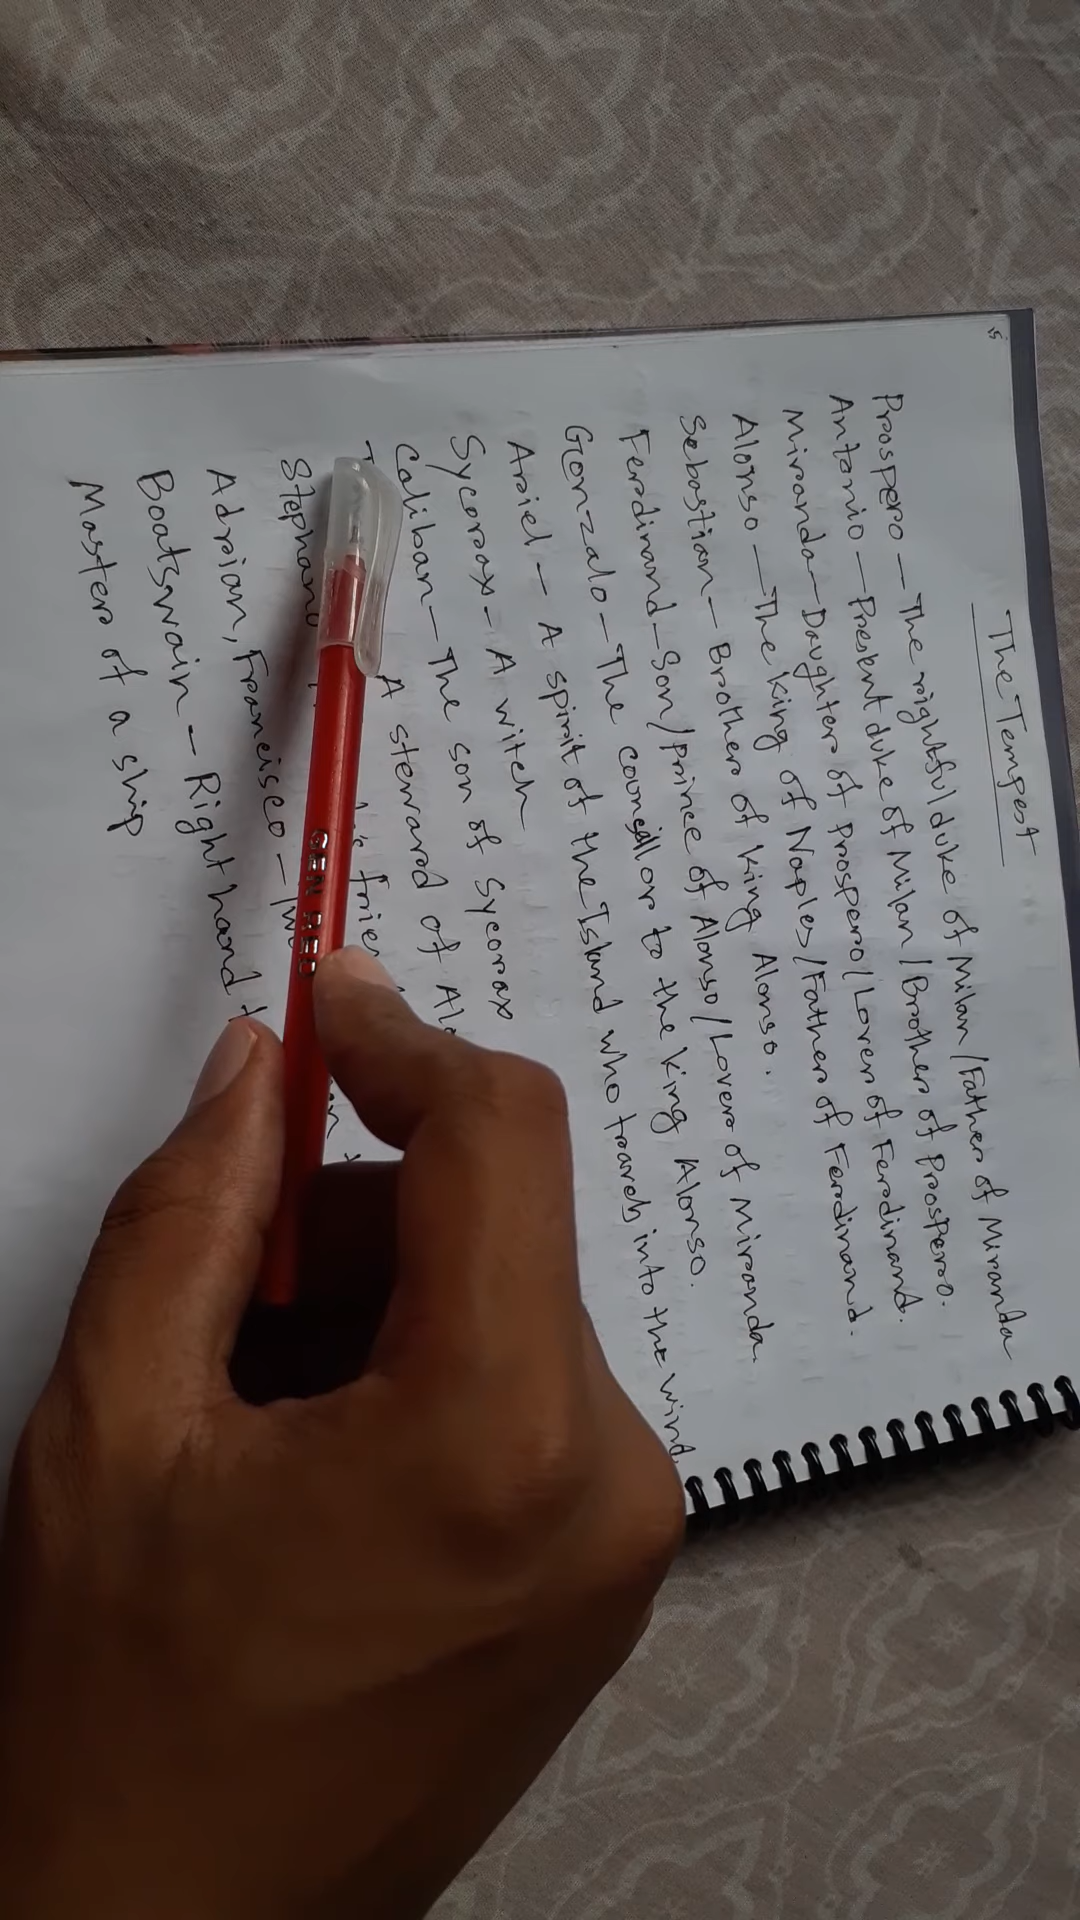 The Tempest
Prospero — The rightful duke of Milan / Father of Miranda
Antonio — Present duke of Milan / Brother of Prospero.
Miranda — Daughter of Prospero / Lover of Ferdinand.
Alonso — The King of Naples / Father of Ferdinand.
Sebastian — Brother of King Alonso.
Ferdinand — Son/Prince of Alonso / Lover of Miranda.
Gonzalo — The councillor to the King Alonso.
Ariel — A spirit of the Island who travels into the wind.
Sycorax - A witch
Caliban — The son of Sycorax
A steward of
Stephano
Adrian, Francisco —
Boatswain — Right hand
Master of a ship
GEN RED